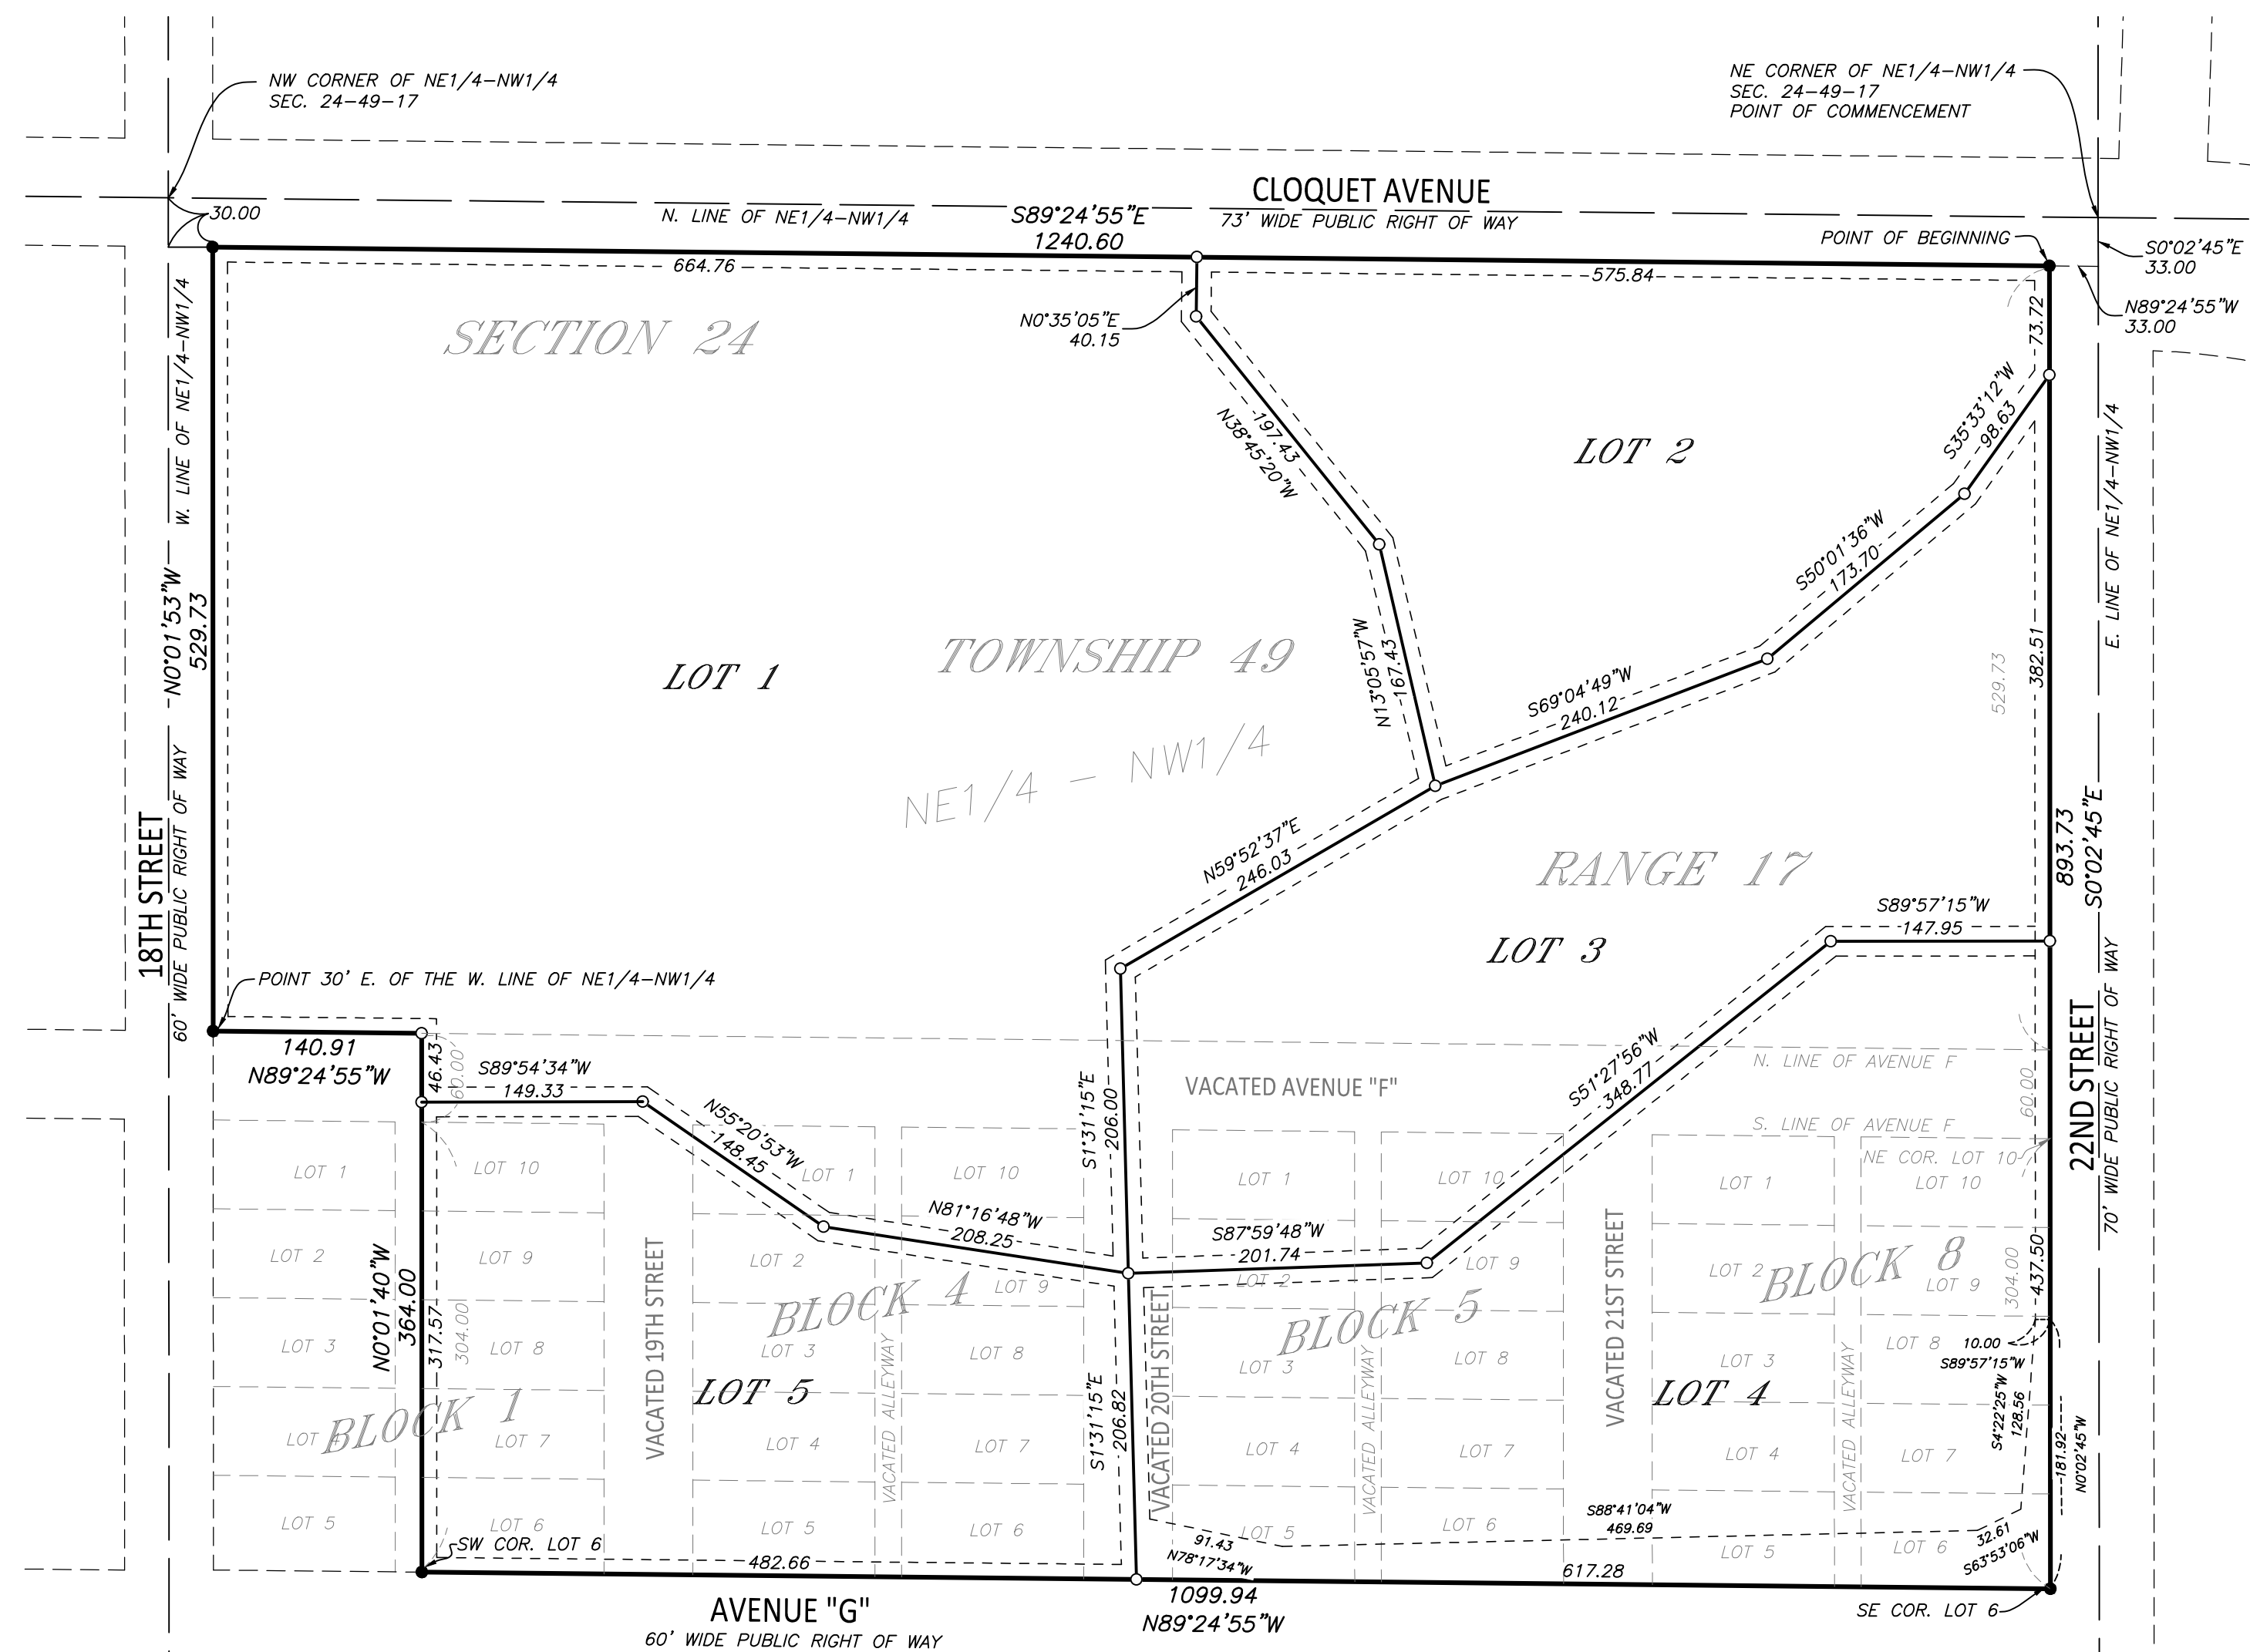 NW CORNER OF NE1/4-NW1/4
SEC. 24-49-17
NE CORNER OF NE1/4-NW1/4
SEC. 24-49-17
POINT OF COMMENCEMENT
CLOQUET AVENUE
30.00
N. LINE OF NE1/4-NW1/4
S89°24'55"E
1240.60
73' WIDE PUBLIC RIGHT OF WAY
POINT OF BEGINNING
S0°02'45"E
33.00
N89°24'55"W
33.00
664.76
575.84
73.72
N0°35'05"E
40.15
SECTION 24
W. LINE OF NE1/4-NW1/4
197.43
N38°45'20"W
LOT 2
S35°33'12"W
98.63
E. LINE OF NE1/4-NW1/4
S50°01'36"W
173.70
N0°01'53"W
529.73
LOT 1
TOWNSHIP 49
N13°05'57"W
167.43
S69°04'49"W
240.12
529.73
382.51
NE1/4 - NW1/4
18TH STREET
60' WIDE PUBLIC RIGHT OF WAY
N59°52'37"E
246.03
RANGE 17
893.73
S0°02'45"E
S89°57'15"W
147.95
LOT 3
POINT 30' E. OF THE W. LINE OF NE1/4-NW1/4
22ND STREET
70' WIDE PUBLIC RIGHT OF WAY
140.91
N89°24'55"W
46.43
60.00'
S89°54'34"W
149.33
N55°20'53"W
148.45
S1°31'15"E
206.00
VACATED AVENUE "F"
S51°27'56"W
348.77
N. LINE OF AVENUE F
60.00
S. LINE OF AVENUE F
NE COR. LOT 10
LOT 1
LOT 10
LOT 1
LOT 10
LOT 1
LOT 10
LOT 1
LOT 10
N81°16'48"W
208.25
S87°59'48"W
201.74
LOT 2
LOT 9
LOT 2
LOT 9
LOT 2
LOT 9
LOT 2
LOT 9
BLOCK 4
BLOCK 5
BLOCK 8
304.00
437.50
N0°01'40"W
364.00
317.57
304.00
VACATED 19TH STREET
VACATED ALLEYWAY
VACATED 20TH STREET
VACATED ALLEYWAY
VACATED 21ST STREET
VACATED ALLEYWAY
LOT 3
LOT 8
LOT 3
LOT 8
LOT 3
LOT 8
LOT 3
LOT 8
10.00
S89°57'15"W
LOT 5
LOT 4
BLOCK 1
S4°22'25"W
128.56
181.92
N0°02'45"W
S1°31'15"E
206.82
LOT 4
LOT 7
LOT 4
LOT 7
LOT 4
LOT 7
LOT 4
LOT 7
LOT 5
LOT 6
LOT 5
LOT 6
LOT 5
LOT 6
LOT 5
LOT 6
S88°41'04"W
469.69
SW COR. LOT 6
482.66
91.43
N78°17'34"W
617.28
32.61
S63°53'06"W
1099.94
N89°24'55"W
SE COR. LOT 6
AVENUE "G"
60' WIDE PUBLIC RIGHT OF WAY